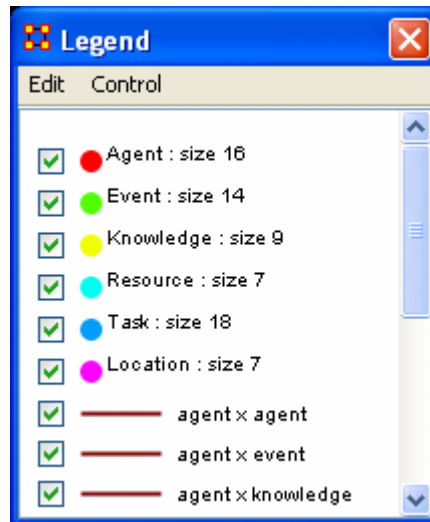 Legend
Edit Control
Agent : size 16
Event : size 14
Knowledge : size 9
Resource : size 7
Task : size 18
Location : size 7
agent x agent
agent x event
agent x knowledge